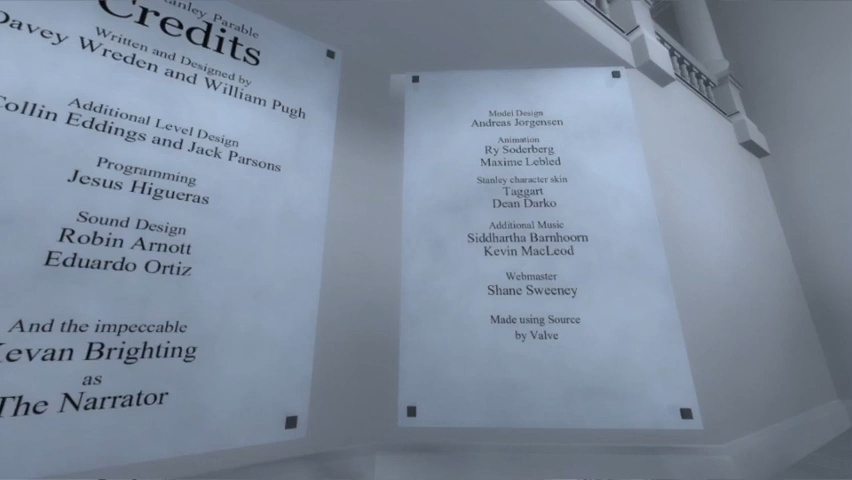 Stanley Parable
Credits
Written and Designed by
Davey Wreden and William Pugh
Additional Level Design
Collin Eddings and Jack Parsons
Programming
Jesus Higueras
Sound Design
Robin Arnott
Eduardo Ortiz
And the impeccable
Kevan Brighting
as
The Narrator
Model Design
Andreas Jorgensen
Animation
Ry Soderberg
Maxime Lebled
Stanley character skin
Taggart
Dean Darko
Additional Music
Siddhartha Barnhoorn
Kevin MacLeod
Webmaster
Shane Sweeney
Made using Source
by Valve